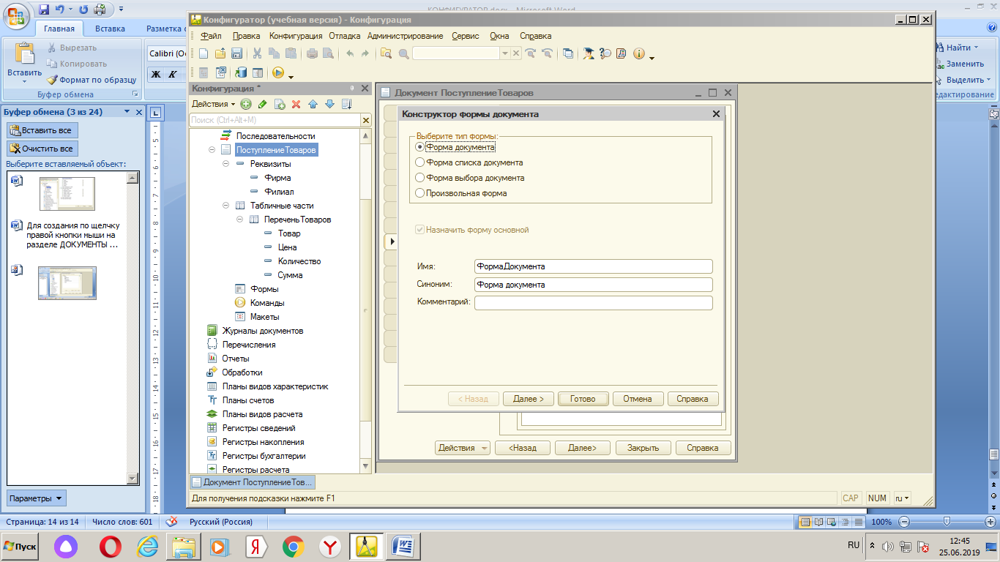 КОНФИГУРАТОР.docx - Microsoft Word
Главная
Вставка
Разметка с
Вставить
Вырезать
Копировать
Формат по образцу
Буфер обмена
Calibri (Ос
Ж К
Найти
Заменить
Выделить
едактирование
Буфер обмена (3 из 24)
Вставить все
Очистить все
Выберите вставляемый объект:
Для создания по щелчку
правой кнопки мыши на
разделе ДОКУМЕНТЫ ...
Параметры
Конфигуратор (учебная версия) - Конфигурация
Файл Правка Конфигурация Отладка Администрирование Сервис Окна Справка
Конфигурация *
Действия
Поиск (Ctrl+Alt+M)
Последовательности
ПоступлениеТоваров
Реквизиты
Фирма
Филиал
Табличные части
ПереченьТоваров
Товар
Цена
Количество
Сумма
Формы
Команды
Макеты
Журналы документов
Перечисления
Отчеты
Обработки
Планы видов характеристик
Планы счетов
Планы видов расчета
Регистры сведений
Регистры накопления
Регистры бухгалтерии
Регистры расчета
Документ ПоступлениеТоваров
Конструктор формы документа
Выберите тип формы:
Форма документа
Форма списка документа
Форма выбора документа
Произвольная форма
Назначить форму основной
Имя: ФормаДокумента
Синоним: Форма документа
Комментарий:
< Назад Далее > Готово Отмена Справка
Действия <Назад Далее> Закрыть Справка
Документ ПоступлениеТов...
Для получения подсказки нажмите F1
CAP NUM ru
Страница: 14 из 14 Число слов: 601 Русский (Россия) 100%
Пуск
RU
12:45
25.06.2019